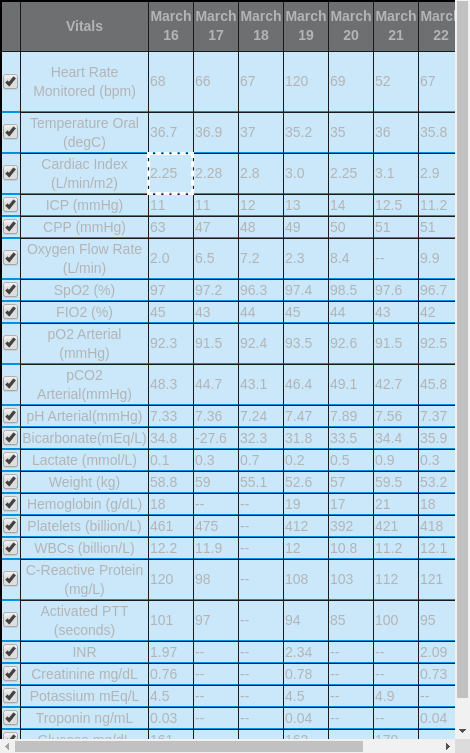 Vitals March 16 March 17 March 18 March 19 March 20 March 21 March 22
Heart Rate Monitored (bpm) 68 66 67 120 69 52 67
Temperature Oral (degC) 36.7 36.9 37 35.2 35 36 35.8
Cardiac Index (L/min/m2) 2.25 2.28 2.8 3.0 2.25 3.1 2.9
ICP (mmHg) 11 11 12 13 14 12.5 11.2
CPP (mmHg) 63 47 48 49 50 51 51
Oxygen Flow Rate (L/min) 2.0 6.5 7.2 2.3 8.4 -- 9.9
SpO2 (%) 97 97.2 96.3 97.4 98.5 97.6 96.7
FIO2 (%) 45 43 44 45 44 43 42
pO2 Arterial (mmHg) 92.3 91.5 92.4 93.5 92.6 91.5 92.5
pCO2 Arterial(mmHg) 48.3 44.7 43.1 46.4 49.1 42.7 45.8
pH Arterial(mmHg) 7.33 7.36 7.24 7.47 7.89 7.56 7.37
Bicarbonate(mEq/L) 34.8 -27.6 32.3 31.8 33.5 34.4 35.9
Lactate (mmol/L) 0.1 0.3 0.7 0.2 0.5 0.9 0.3
Weight (kg) 58.8 59 55.1 52.6 57 59.5 53.2
Hemoglobin (g/dL) 18 -- -- 19 17 21 18
Platelets (billion/L) 461 475 -- 412 392 421 418
WBCs (billion/L) 12.2 11.9 -- 12 10.8 11.2 12.1
C-Reactive Protein (mg/L) 120 98 -- 108 103 112 121
Activated PTT (seconds) 101 97 -- 94 85 100 95
INR 1.97 -- -- 2.34 -- -- 2.09
Creatinine mg/dL 0.76 -- -- 0.78 -- -- 0.73
Potassium mEq/L 4.5 -- -- 4.5 -- 4.9 --
Troponin ng/mL 0.03 -- -- 0.04 -- -- 0.04
Glucose mg/dL 161 -- -- 162 -- 170 --